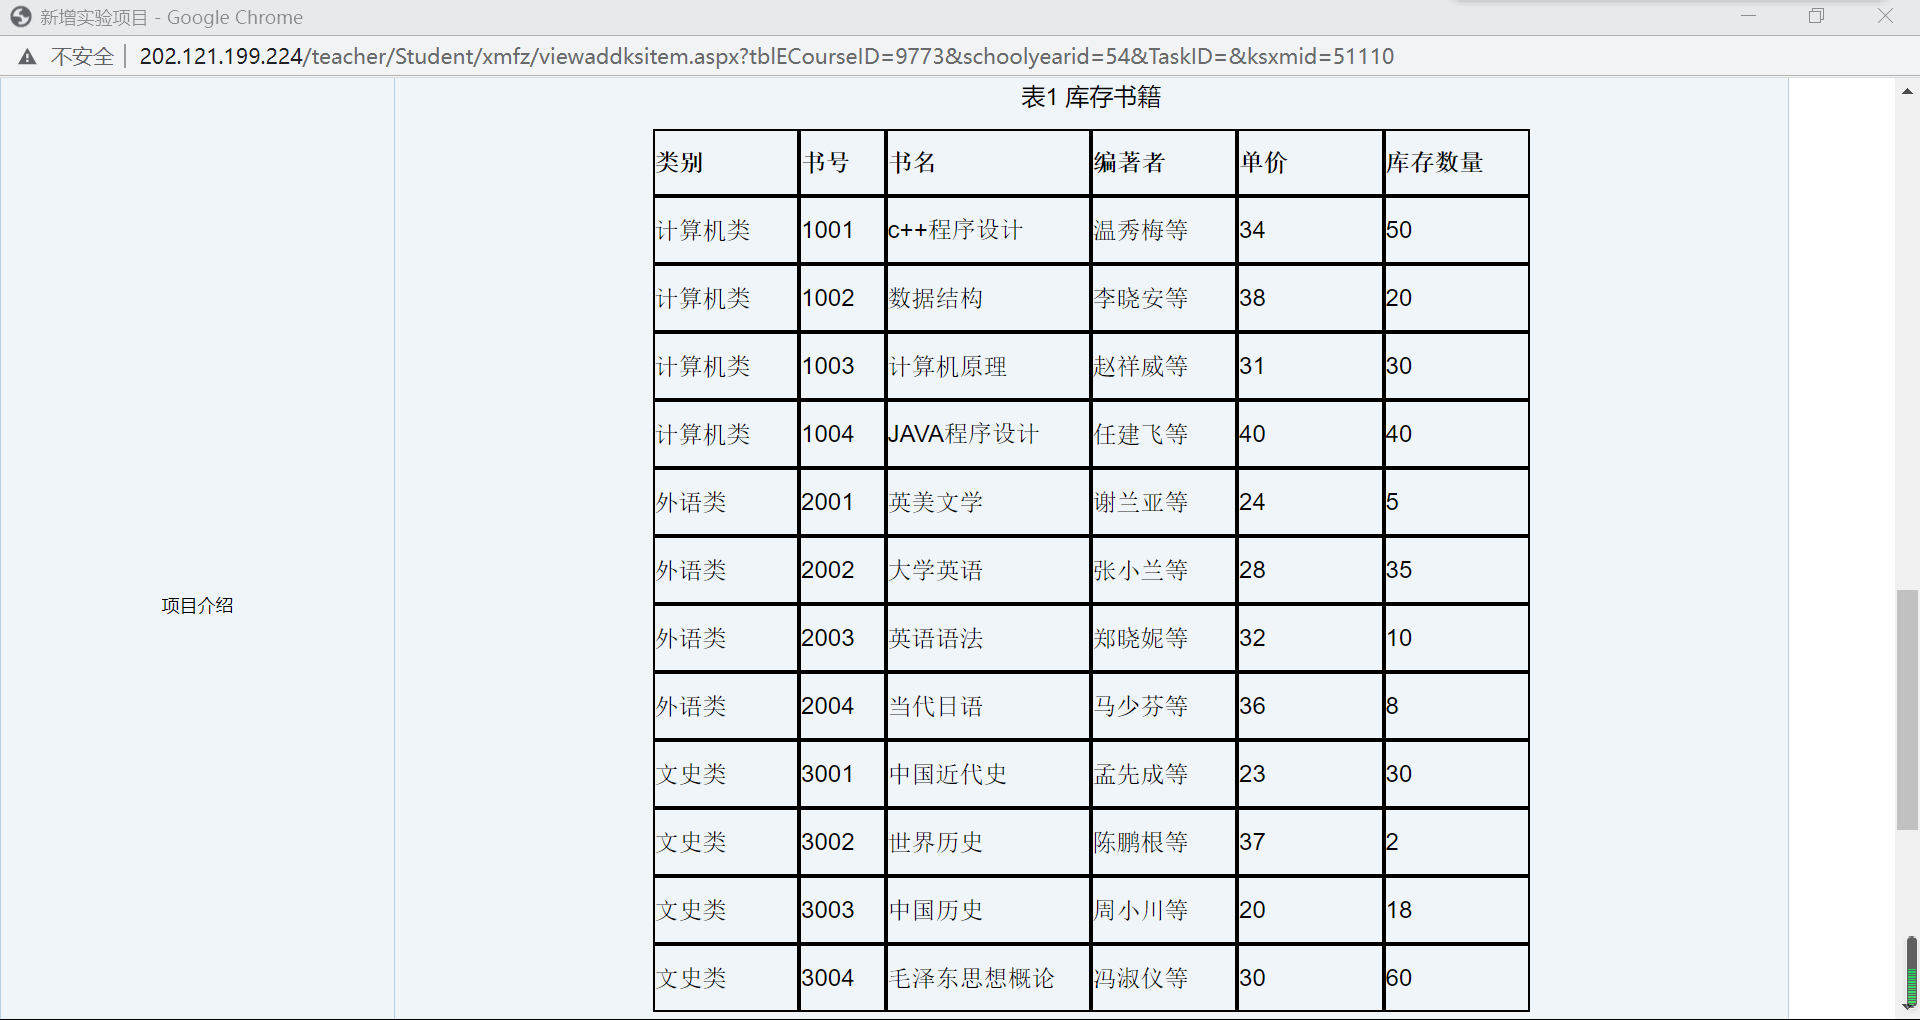 新增实验项目 - Google Chrome
不安全 | 202.121.199.224/teacher/Student/xmfz/viewaddksitem.aspx?tblECourseID=9773&schoolyearid=54&TaskID=&ksxmid=51110
表1 库存书籍
类别 书号 书名 编著者 单价 库存数量
计算机类 1001 c++程序设计 温秀梅等 34 50
计算机类 1002 数据结构 李晓安等 38 20
计算机类 1003 计算机原理 赵祥威等 31 30
计算机类 1004 JAVA程序设计 任建飞等 40 40
外语类 2001 英美文学 谢兰亚等 24 5
外语类 2002 大学英语 张小兰等 28 35
项目介绍
外语类 2003 英语语法 郑晓妮等 32 10
外语类 2004 当代日语 马少芬等 36 8
文史类 3001 中国近代史 孟先成等 23 30
文史类 3002 世界历史 陈鹏根等 37 2
文史类 3003 中国历史 周小川等 20 18
文史类 3004 毛泽东思想概论 冯淑仪等 30 60